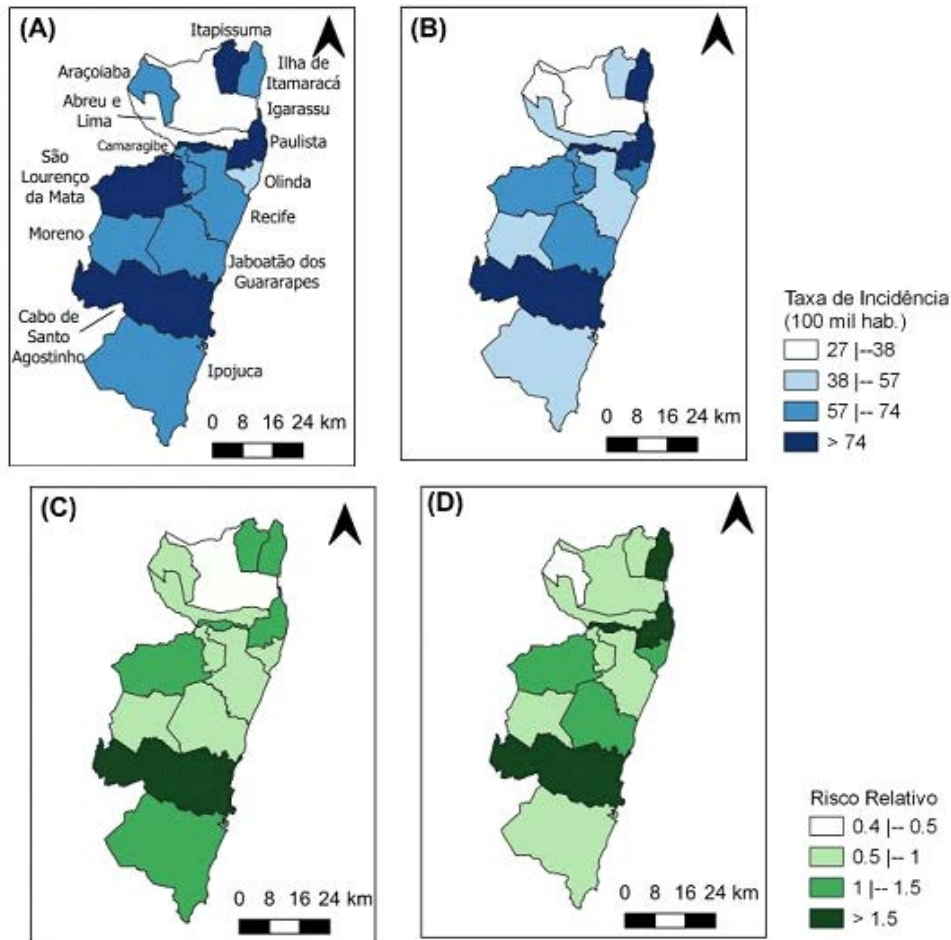 (A)
Itapissuma
Araçoiaba
Ilha de
Itamaracá
Abreu e
Lima
Igarassu
Camaragibe
Paulista
São
Lourenço
da Mata
Olinda
Recife
Moreno
Jaboatão dos
Guararapes
Cabo de
Santo
Agostinho
Ipojuca
0 8 16 24 km
(B)
0 8 16 24 km
Taxa de Incidência
(100 mil hab.)
27 |--38
38 |-- 57
57 |-- 74
> 74
(C)
0 8 16 24 km
(D)
0 8 16 24 km
Risco Relativo
0.4 |-- 0.5
0.5 |-- 1
1 |-- 1.5
> 1.5